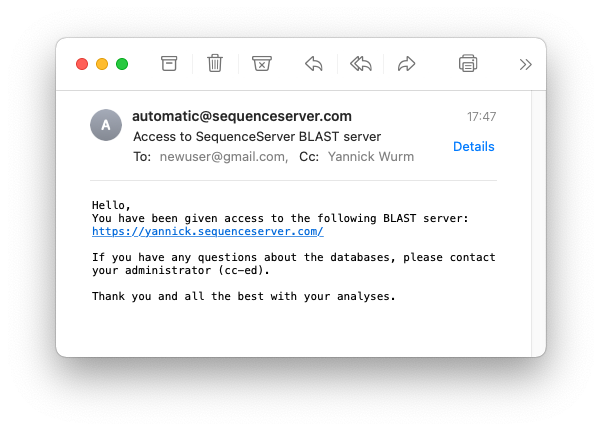 A
automatic@sequenceserver.com 17:47
Access to SequenceServer BLAST server
To: newuser@gmail.com, Cc: Yannick Wurm Details
Hello,
You have been given access to the following BLAST server:
https://yannick.sequenceserver.com/
If you have any questions about the databases, please contact
your administrator (cc-ed).
Thank you and all the best with your analyses.